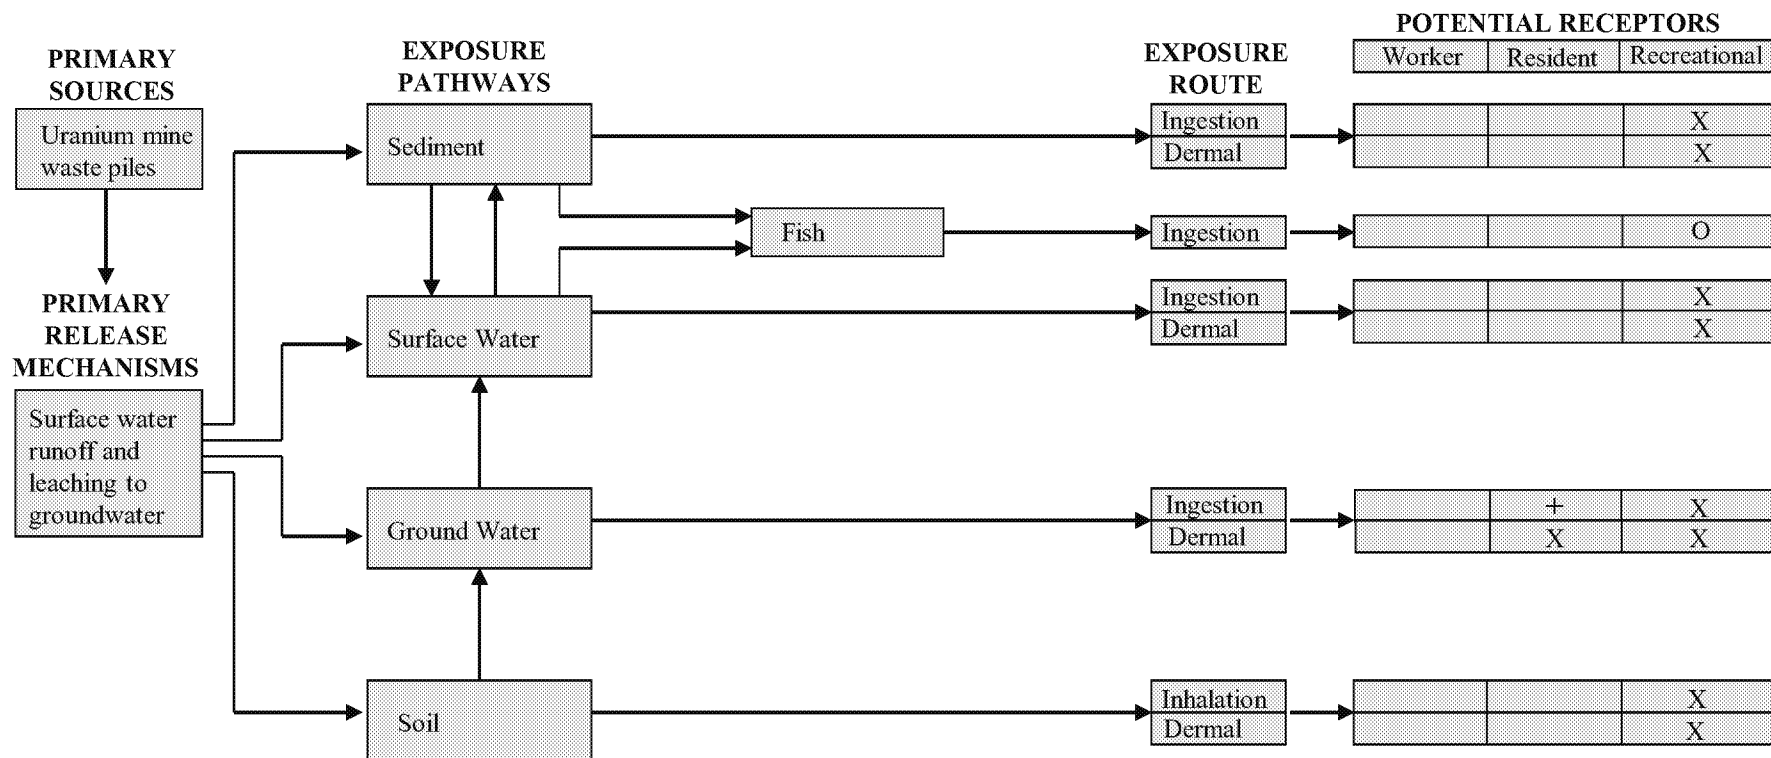 POTENTIAL RECEPTORS
Worker Resident Recreational
PRIMARY
SOURCES
EXPOSURE
PATHWAYS
EXPOSURE
ROUTE
Uranium mine
waste piles
Sediment
Ingestion X
Dermal X
Fish
Ingestion O
PRIMARY
RELEASE
MECHANISMS
Surface Water
Ingestion X
Dermal X
Surface water
runoff and
leaching to
groundwater
Ground Water
Ingestion + X
Dermal X X
Soil
Inhalation X
Dermal X